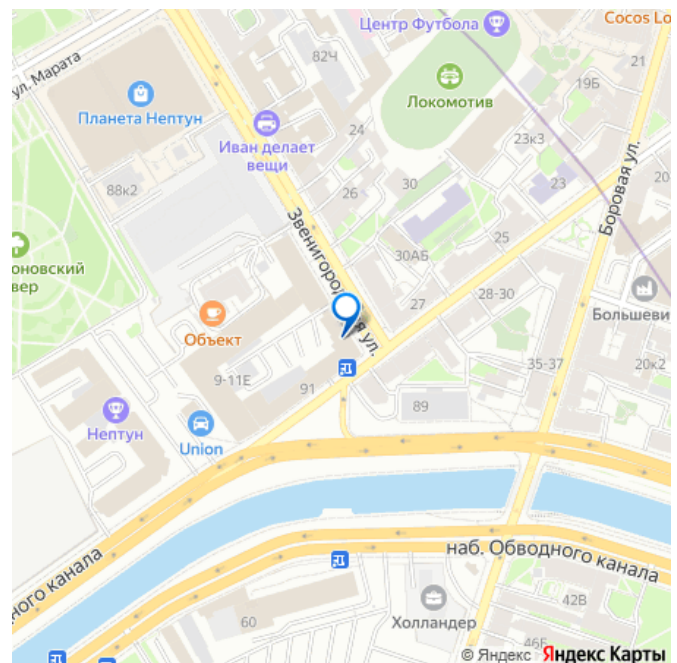 Центр Футбола
Cocos Lo
82Ч
21
ул. Марата
19Б
Локомотив
Планета Нептун
24
23к3
Иван делает
вещи
Боровая ул.
88к2
26
30
23
20
Звенигородская ул.
оновский
вер
30АБ
25
27
28-30
Объект
Большеви
35-37
20к2
9-11Е
91
89
Нептун
Union
дного канала
наб. Обводного канала
42В
Холландер
60
46Б
© Яндекс Яндекс Карты